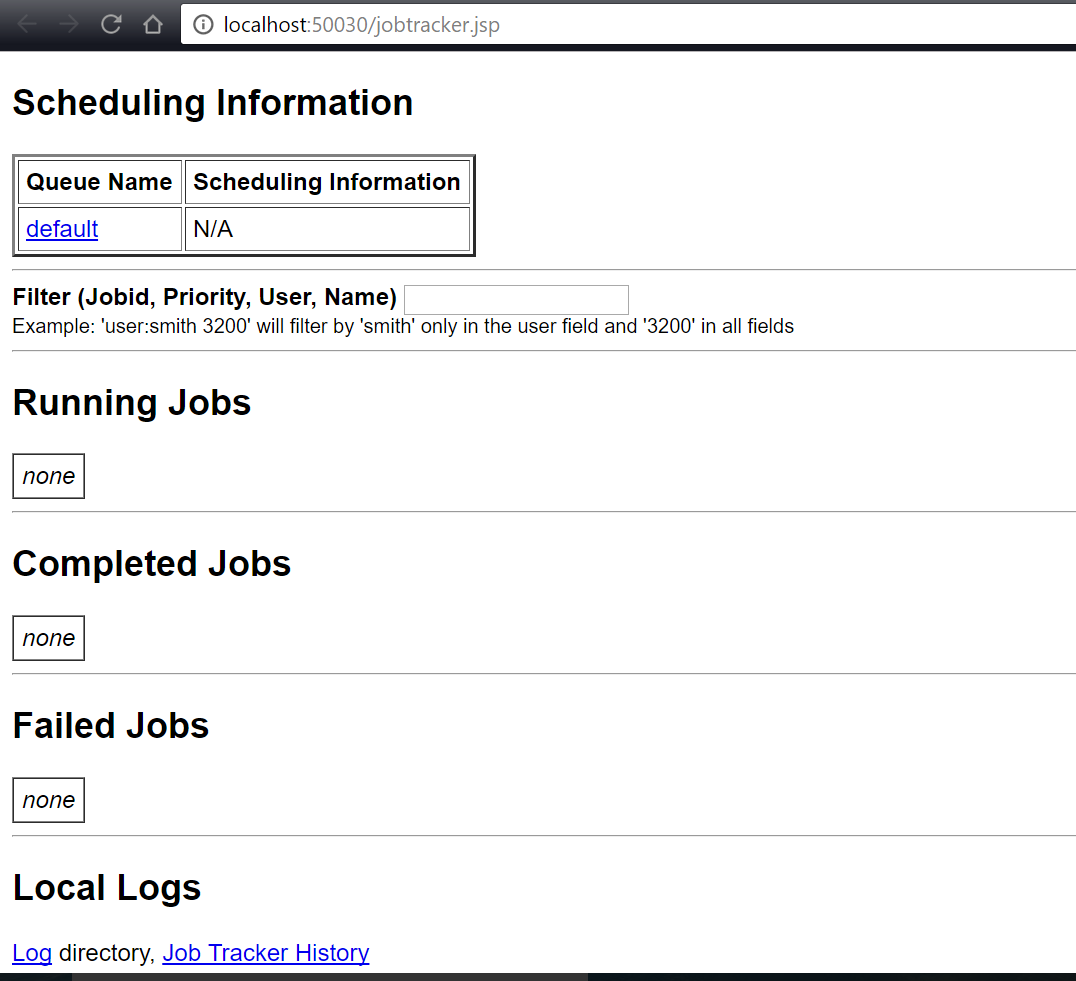 localhost:50030/jobtracker.jsp
Scheduling Information
Queue Name Scheduling Information
default N/A
Filter (Jobid, Priority, User, Name)
Example: 'user:smith 3200' will filter by 'smith' only in the user field and '3200' in all fields
Running Jobs
none
Completed Jobs
none
Failed Jobs
none
Local Logs
Log directory, Job Tracker History